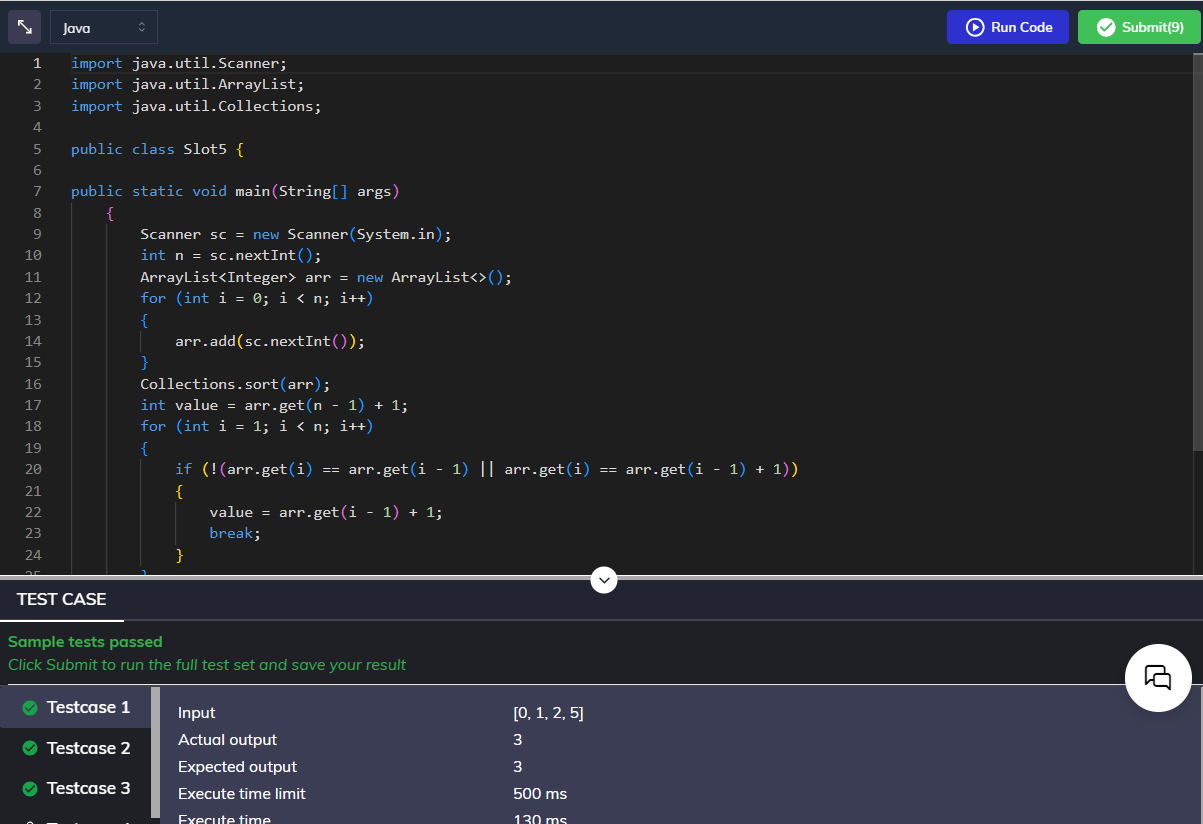 Java
Run Code
Submit(9)
1 import java.util.Scanner;
2 import java.util.ArrayList;
3 import java.util.Collections;
4
5 public class Slot5 {
6
7 public static void main(String[] args)
8 {
9 Scanner sc = new Scanner(System.in);
10 int n = sc.nextInt();
11 ArrayList<Integer> arr = new ArrayList<>();
12 for (int i = 0; i < n; i++)
13 {
14 arr.add(sc.nextInt());
15 }
16 Collections.sort(arr);
17 int value = arr.get(n - 1) + 1;
18 for (int i = 1; i < n; i++)
19 {
20 if (!(arr.get(i) == arr.get(i - 1) || arr.get(i) == arr.get(i - 1) + 1))
21 {
22 value = arr.get(i - 1) + 1;
23 break;
24 }
25 }
TEST CASE
Sample tests passed
Click Submit to run the full test set and save your result
Testcase 1
Testcase 2
Testcase 3
Input [0, 1, 2, 5]
Actual output 3
Expected output 3
Execute time limit 500 ms
Execute time 130 ms